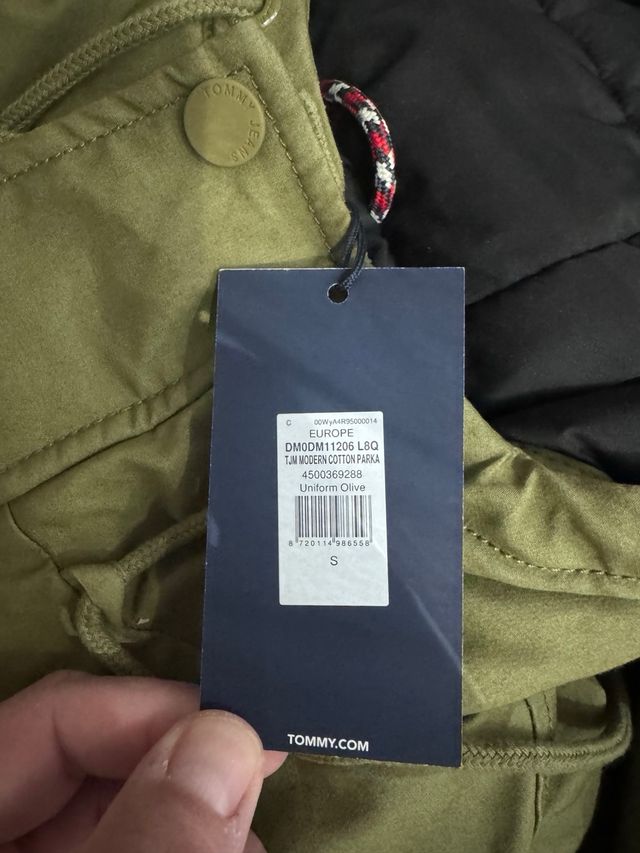 TOMMY JEANS
C 00WyA4R95000014
EUROPE
DM0DM11206 L8Q
TJM MODERN COTTON PARKA
4500369288
Uniform Olive
8 720114 986558
S
TOMMY.COM